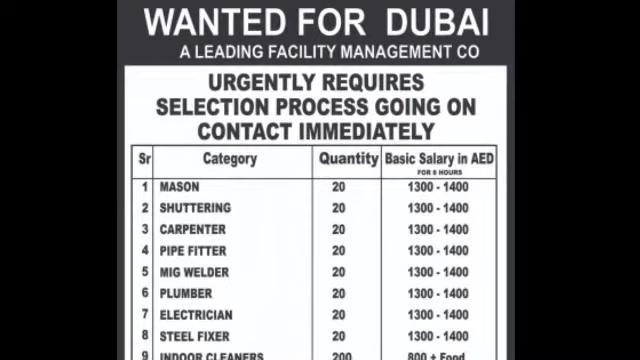 WANTED FOR DUBAI
A LEADING FACILITY MANAGEMENT CO
URGENTLY REQUIRES
SELECTION PROCESS GOING ON
CONTACT IMMEDIATELY
Sr Category Quantity Basic Salary in AED
FOR 8 HOURS
1 MASON 20 1300 - 1400
2 SHUTTERING 20 1300 - 1400
3 CARPENTER 20 1300 - 1400
4 PIPE FITTER 20 1300 - 1400
5 MIG WELDER 20 1300 - 1400
6 PLUMBER 20 1300 - 1400
7 ELECTRICIAN 20 1300 - 1400
8 STEEL FIXER 20 1300 - 1400
9 INDOOR CLEANERS 200 800 + Food